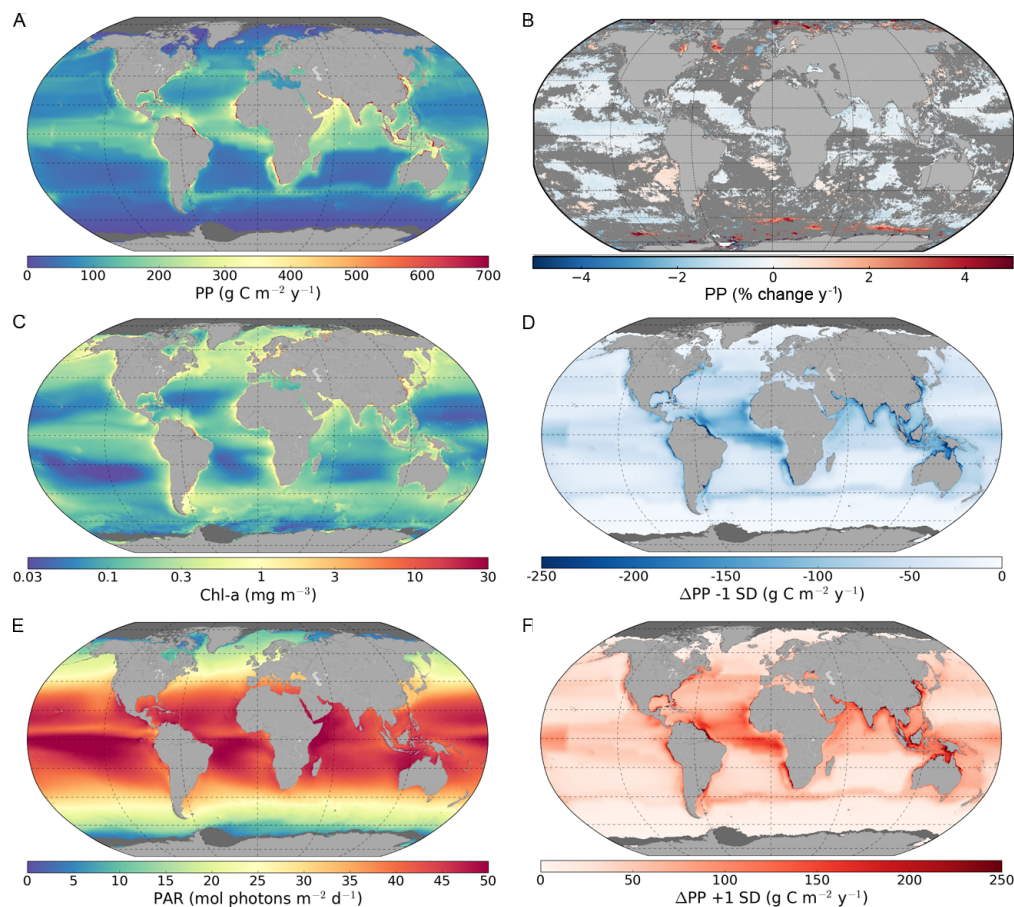 A
B
0 100 200 300 400 500 600 700
PP (g C m⁻² y⁻¹)
−4 −2 0 2 4
PP (% change y⁻¹)
C
D
0.03 0.1 0.3 1 3 10 30
Chl-a (mg m⁻³)
-250 -200 -150 -100 -50 0
ΔPP -1 SD (g C m⁻² y⁻¹)
E
F
0 5 10 15 20 25 30 35 40 45 50
PAR (mol photons m⁻² d⁻¹)
0 50 100 150 200 250
ΔPP +1 SD (g C m⁻² y⁻¹)